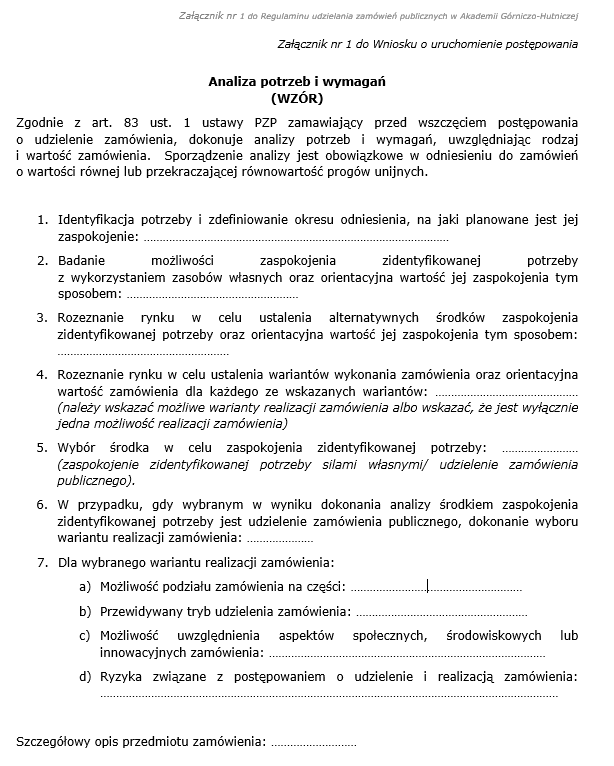 Załącznik nr 1 do Regulaminu udzielania zamówień publicznych w Akademii Górniczo-Hutniczej
Załącznik nr 1 do Wniosku o uruchomienie postępowania
Analiza potrzeb i wymagań
(WZÓR)
Zgodnie z art. 83 ust. 1 ustawy PZP zamawiający przed wszczęciem postępowania
o udzielenie zamówienia, dokonuje analizy potrzeb i wymagań, uwzględniając rodzaj
i wartość zamówienia. Sporządzenie analizy jest obowiązkowe w odniesieniu do zamówień
o wartości równej lub przekraczającej równowartość progów unijnych.
1. Identyfikacja potrzeby i zdefiniowanie okresu odniesienia, na jaki planowane jest jej
zaspokojenie: ……………………………………………………………………………
2. Badanie możliwości zaspokojenia zidentyfikowanej potrzeby
z wykorzystaniem zasobów własnych oraz orientacyjna wartość jej zaspokojenia tym
sposobem: …………………………………………
3. Rozeznanie rynku w celu ustalenia alternatywnych środków zaspokojenia
zidentyfikowanej potrzeby oraz orientacyjna wartość jej zaspokojenia tym sposobem:
…………………………………………
4. Rozeznanie rynku w celu ustalenia wariantów wykonania zamówienia oraz orientacyjna
wartość zamówienia dla każdego ze wskazanych wariantów: …………………………………
(należy wskazać możliwe warianty realizacji zamówienia albo wskazać, że jest wyłącznie
jedna możliwość realizacji zamówienia)
5. Wybór środka w celu zaspokojenia zidentyfikowanej potrzeby: …………………
(zaspokojenie zidentyfikowanej potrzeby siłami własnymi/ udzielenie zamówienia
publicznego).
6. W przypadku, gdy wybranym w wyniku dokonania analizy środkiem zaspokojenia
zidentyfikowanej potrzeby jest udzielenie zamówienia publicznego, dokonanie wyboru
wariantu realizacji zamówienia: …………………
7. Dla wybranego wariantu realizacji zamówienia:
a) Możliwość podziału zamówienia na części: …………………………………………
b) Przewidywany tryb udzielenia zamówienia: …………………………………………
c) Możliwość uwzględnienia aspektów społecznych, środowiskowych lub
innowacyjnych zamówienia: ……………………………………………………………………
d) Ryzyka związane z postępowaniem o udzielenie i realizacją zamówienia:
…………………………………………………………………………………………………………………
Szczegółowy opis przedmiotu zamówienia: ……………………